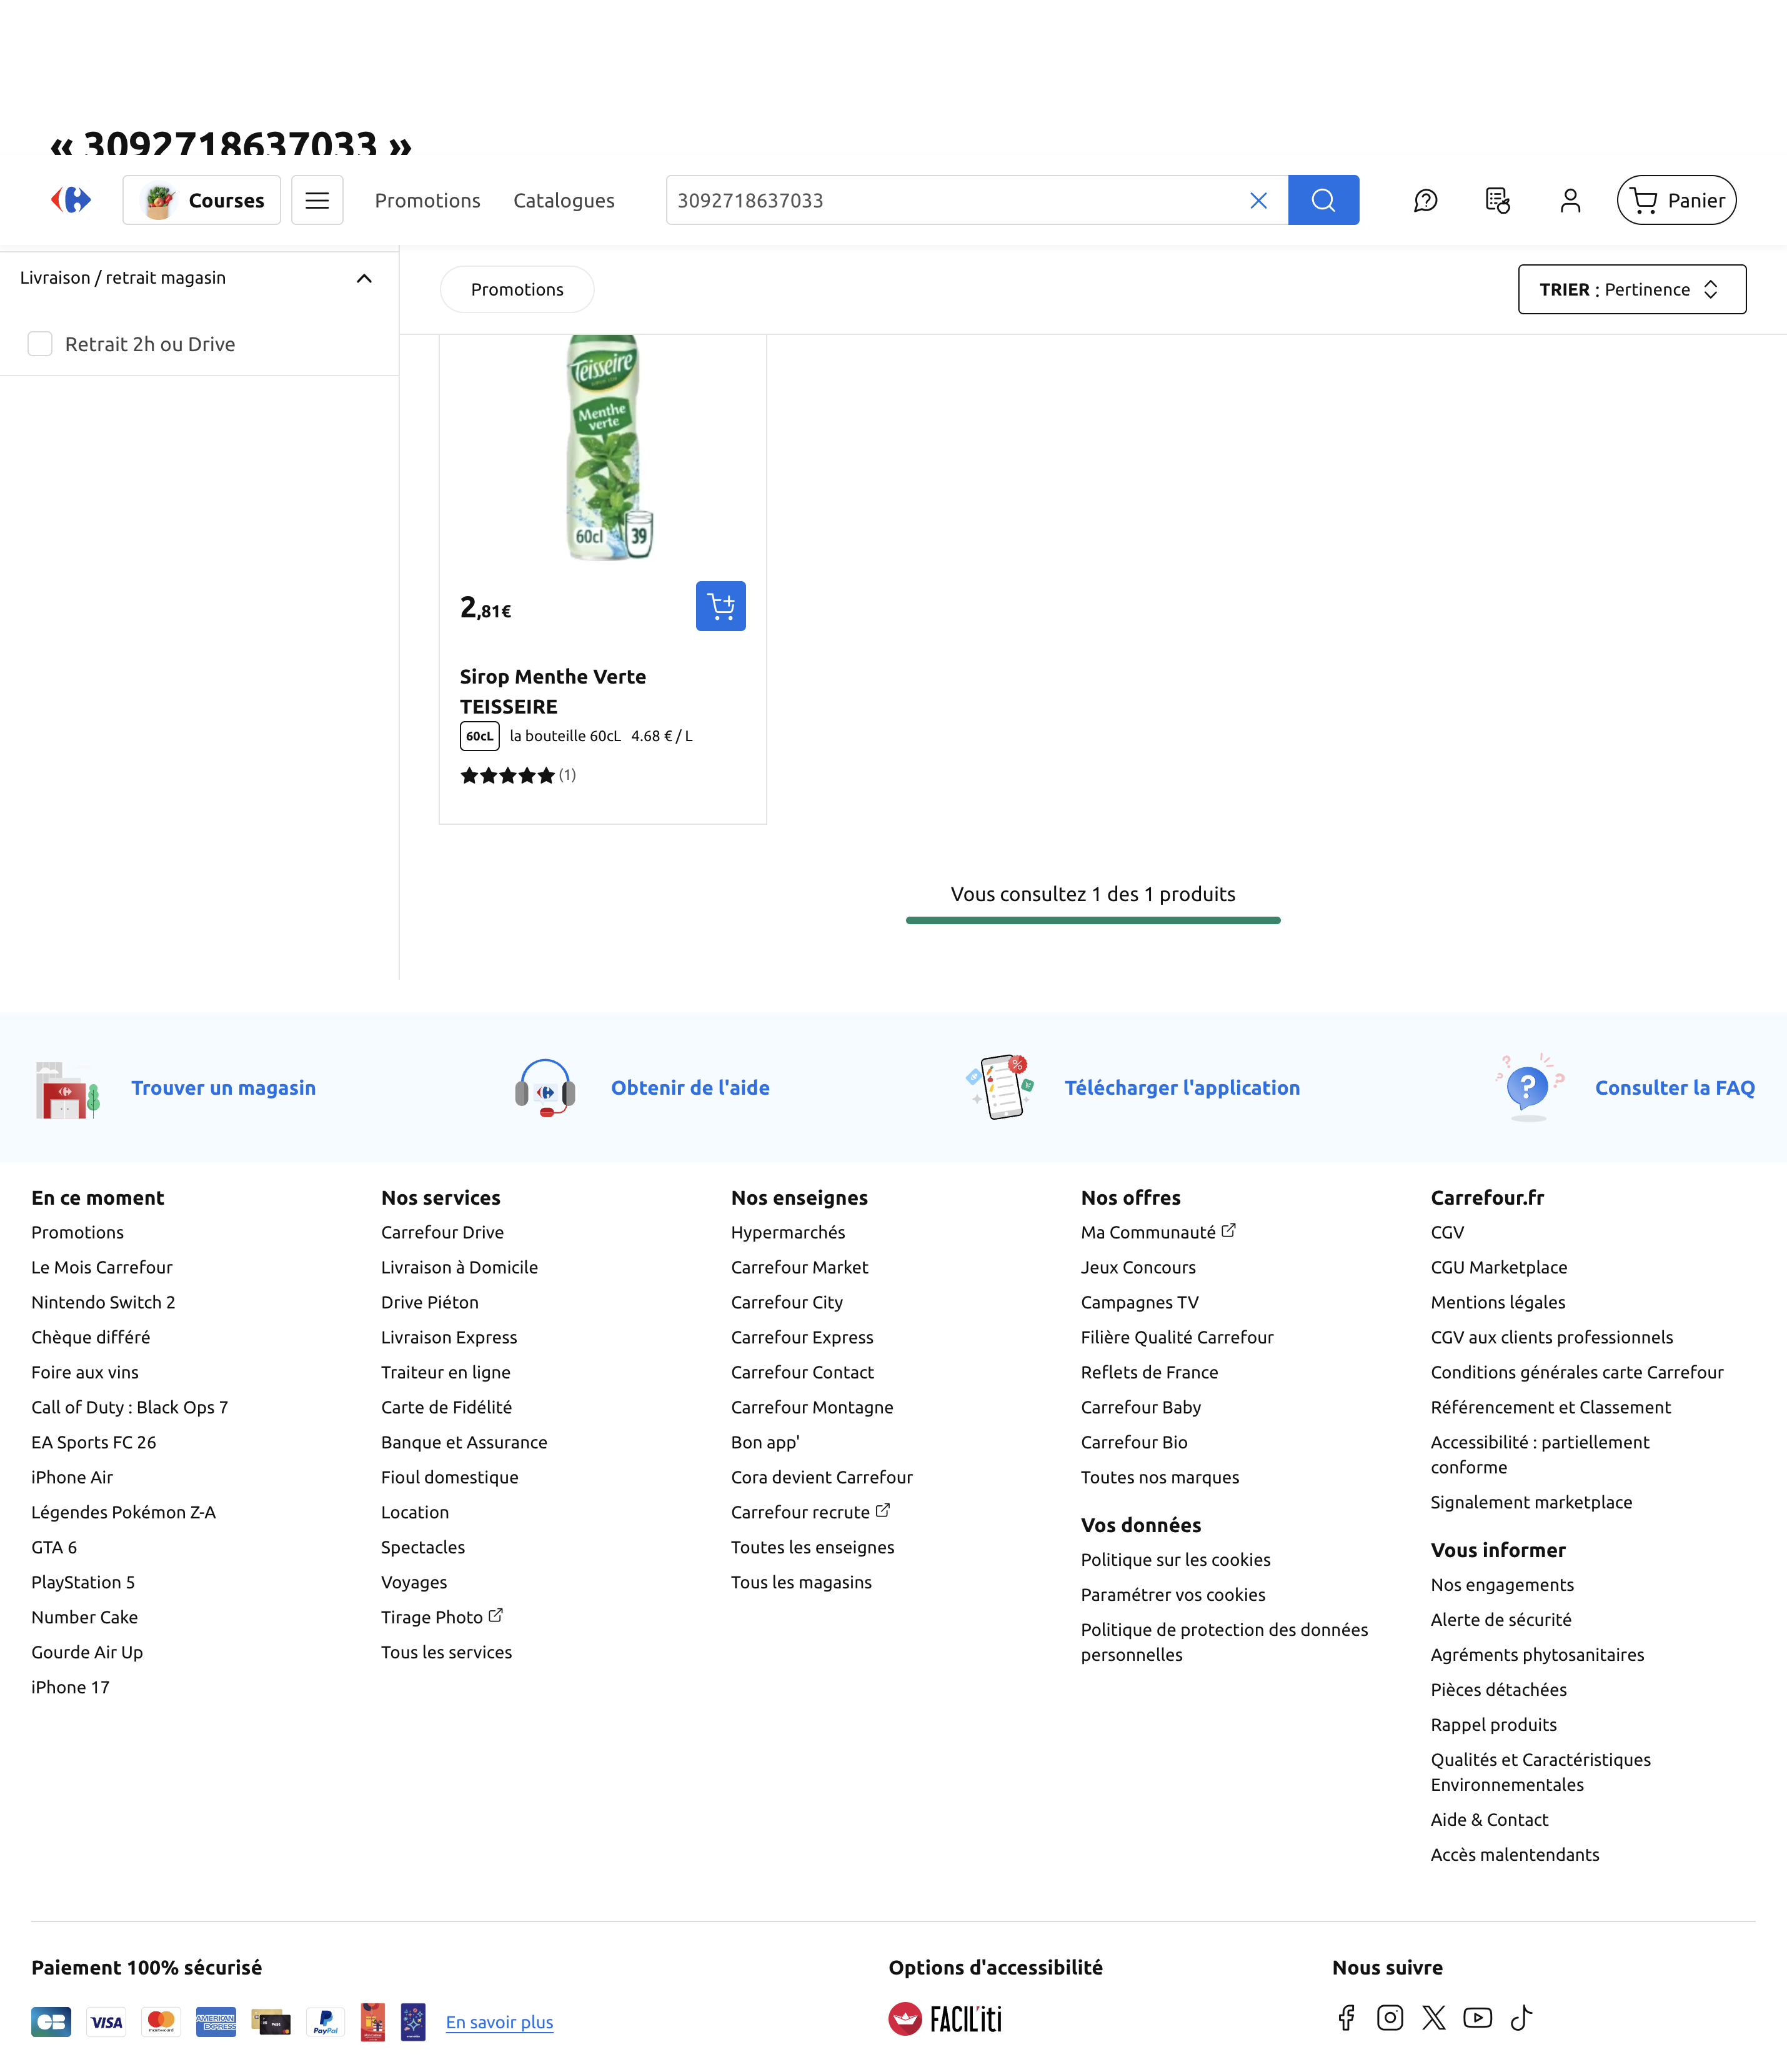 « 3092718637033 »
Courses
Promotions
Catalogues
3092718637033
Panier
Livraison / retrait magasin
Retrait 2h ou Drive
Promotions
TRIER : Pertinence
Teisseire
Menthe
verte
60cl
39
2,81€
Sirop Menthe Verte
TEISSEIRE
60cL la bouteille 60cL 4.68 € / L
(1)
Vous consultez 1 des 1 produits
Trouver un magasin
Obtenir de l'aide
Télécharger l'application
Consulter la FAQ
En ce moment
Promotions
Le Mois Carrefour
Nintendo Switch 2
Chèque différé
Foire aux vins
Call of Duty : Black Ops 7
EA Sports FC 26
iPhone Air
Légendes Pokémon Z-A
GTA 6
PlayStation 5
Number Cake
Gourde Air Up
iPhone 17
Nos services
Carrefour Drive
Livraison à Domicile
Drive Piéton
Livraison Express
Traiteur en ligne
Carte de Fidélité
Banque et Assurance
Fioul domestique
Location
Spectacles
Voyages
Tirage Photo
Tous les services
Nos enseignes
Hypermarchés
Carrefour Market
Carrefour City
Carrefour Express
Carrefour Contact
Carrefour Montagne
Bon app'
Cora devient Carrefour
Carrefour recrute
Toutes les enseignes
Tous les magasins
Nos offres
Ma Communauté
Jeux Concours
Campagnes TV
Filière Qualité Carrefour
Reflets de France
Carrefour Baby
Carrefour Bio
Toutes nos marques
Vos données
Politique sur les cookies
Paramétrer vos cookies
Politique de protection des données
personnelles
Carrefour.fr
CGV
CGU Marketplace
Mentions légales
CGV aux clients professionnels
Conditions générales carte Carrefour
Référencement et Classement
Accessibilité : partiellement
conforme
Signalement marketplace
Vous informer
Nos engagements
Alerte de sécurité
Agréments phytosanitaires
Pièces détachées
Rappel produits
Qualités et Caractéristiques
Environnementales
Aide & Contact
Accès malentendants
Paiement 100% sécurisé
CB
VISA
mastercard
AMERICAN
EXPRESS
PayPal
En savoir plus
Options d'accessibilité
FACIL'iti
Nous suivre